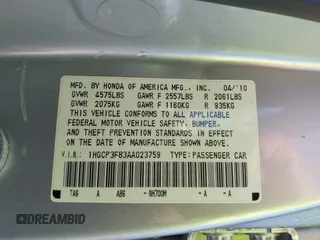 MFD. BY HONDA OF AMERICA MFG., INC. 04/10
GVWR 4575LBS GAWR F 2557LBS R 2061LBS
GVWR 2075KG GAWR F 1160KG R 935KG
THIS VEHICLE CONFORMS TO ALL APPLICABLE
FEDERAL MOTOR VEHICLE SAFETY, BUMPER,
AND THEFT PREVENTION STANDARDS IN EFFECT
ON THE DATE OF MANUFACTURE SHOWN ABOVE.
V.I.N: 1HGCP3F83AA023759 TYPE: PASSENGER CAR
TA6 A AB6 NH700M A A
DREAMBID